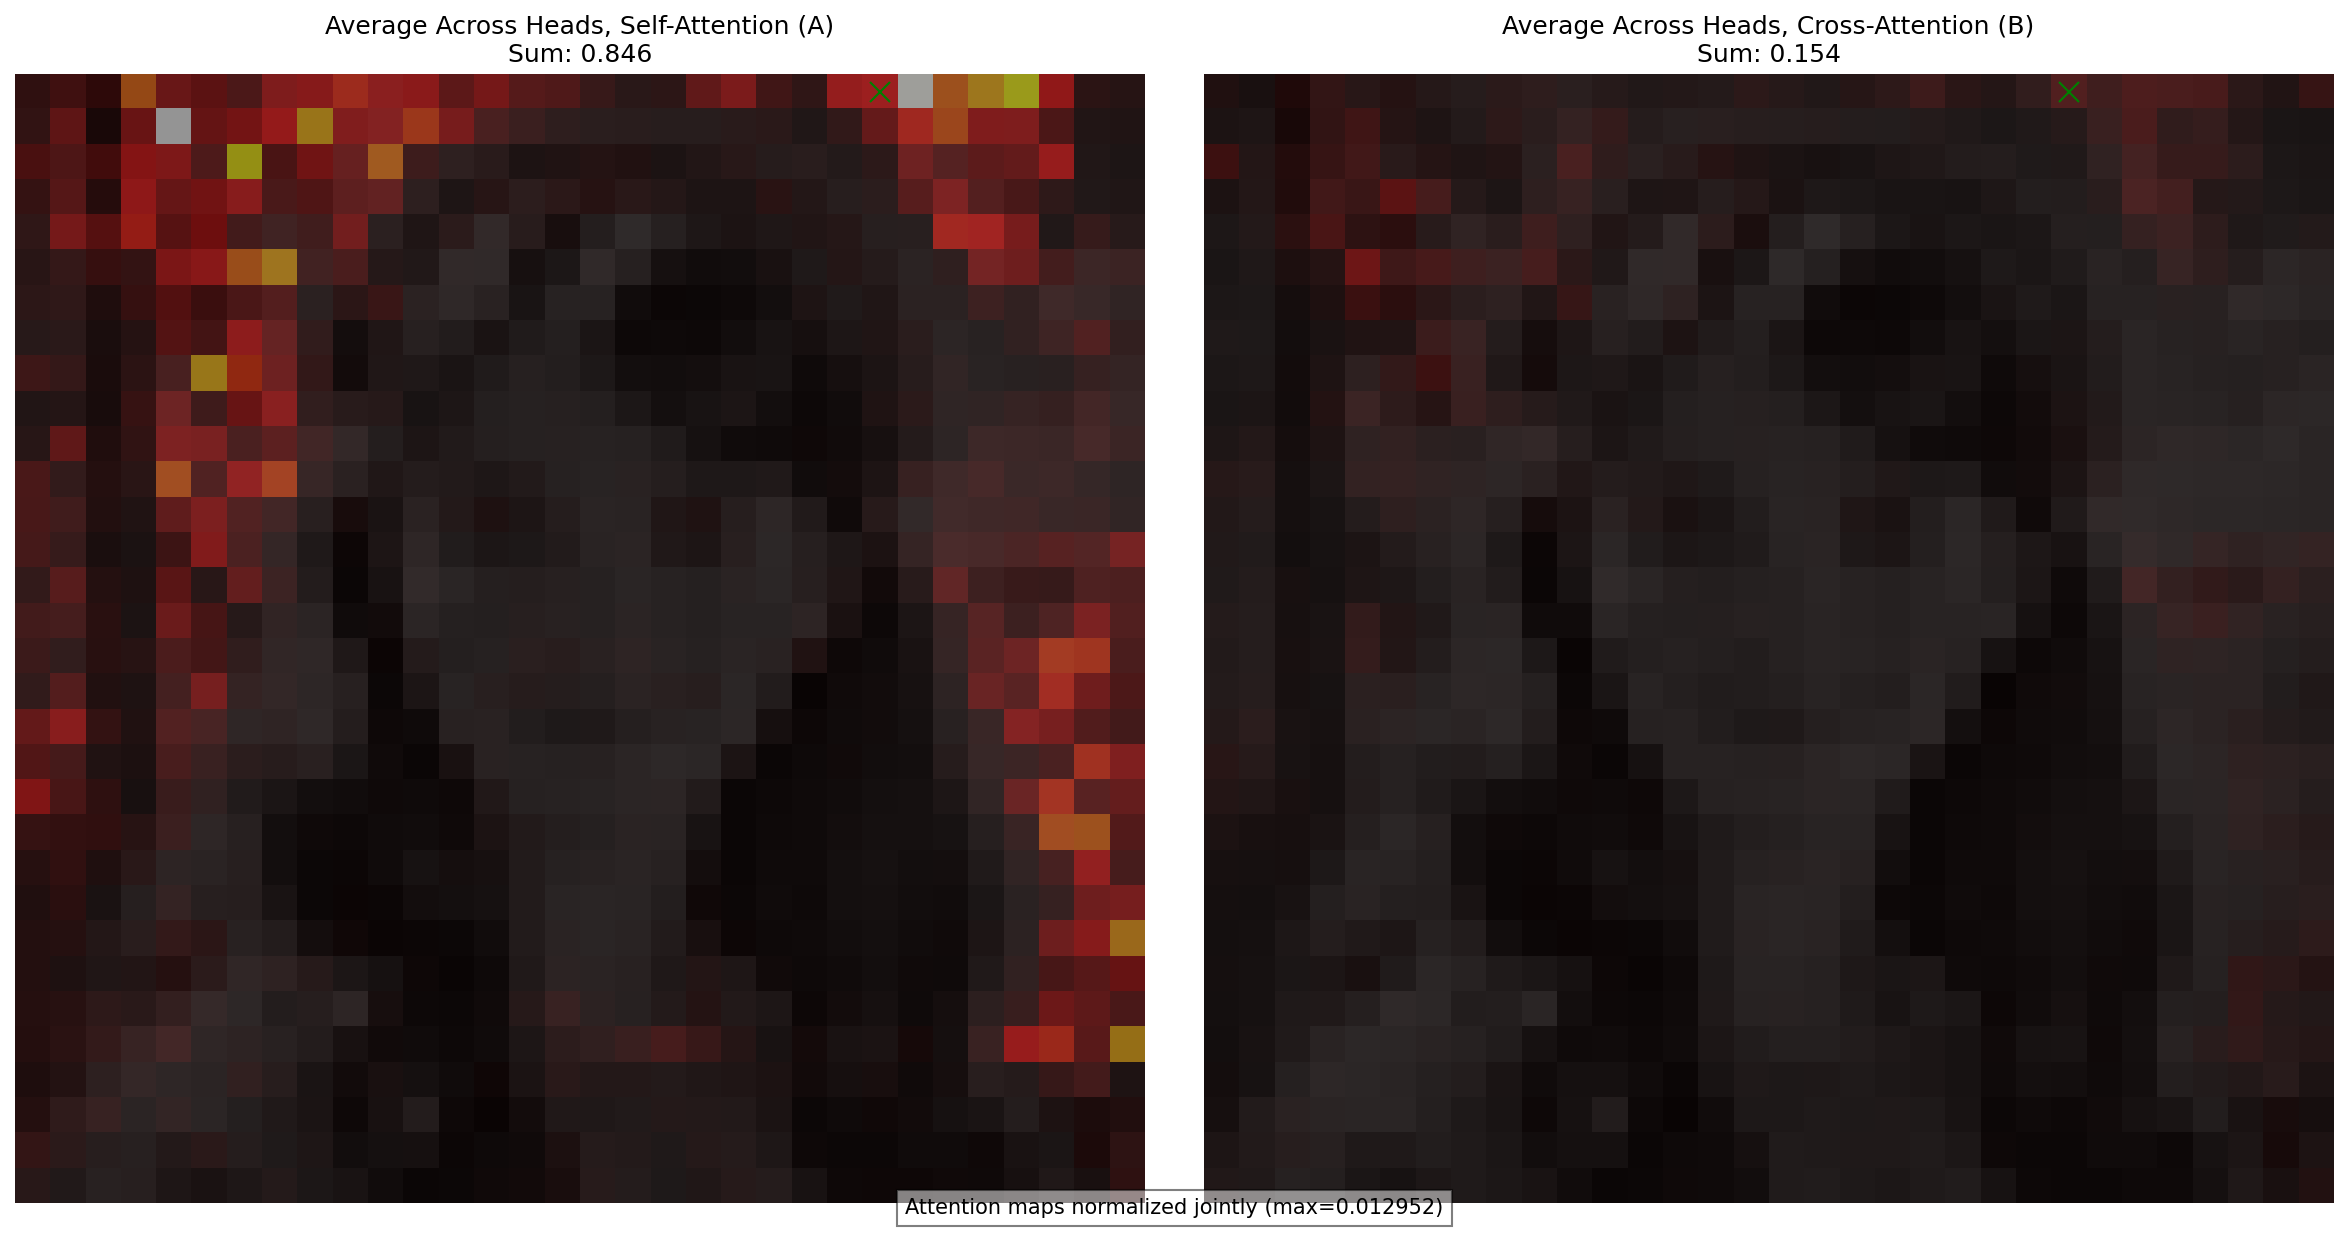 Average Across Heads, Self-Attention (A)
Sum: 0.846
Average Across Heads, Cross-Attention (B)
Sum: 0.154
Attention maps normalized jointly (max=0.012952)